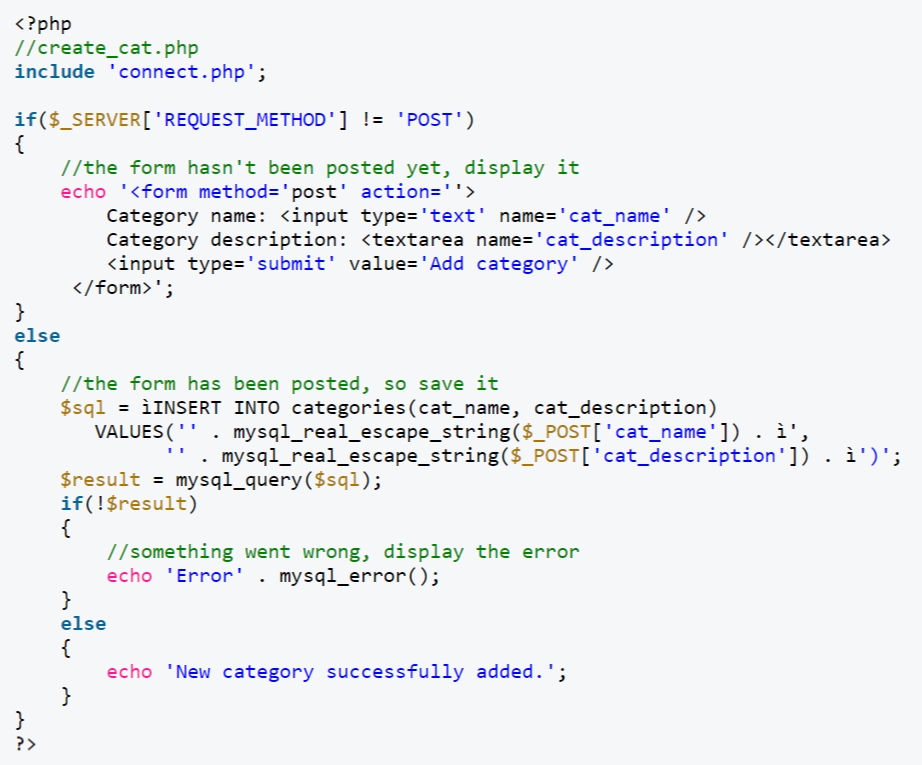 <?php
//create_cat.php
include 'connect.php';
if($_SERVER['REQUEST_METHOD'] != 'POST')
{
//the form hasn't been posted yet, display it
echo '<form method='post' action=''>
Category name: <input type='text' name='cat_name' />
Category description: <textarea name='cat_description' /></textarea>
<input type='submit' value='Add category' />
</form>';
}
else
{
//the form has been posted, so save it
$sql = ìINSERT INTO categories(cat_name, cat_description)
VALUES('' . mysql_real_escape_string($_POST['cat_name']) . ì',
'' . mysql_real_escape_string($_POST['cat_description']) . ì')';
$result = mysql_query($sql);
if(!$result)
{
//something went wrong, display the error
echo 'Error' . mysql_error();
}
else
{
echo 'New category successfully added.';
}
}
?>